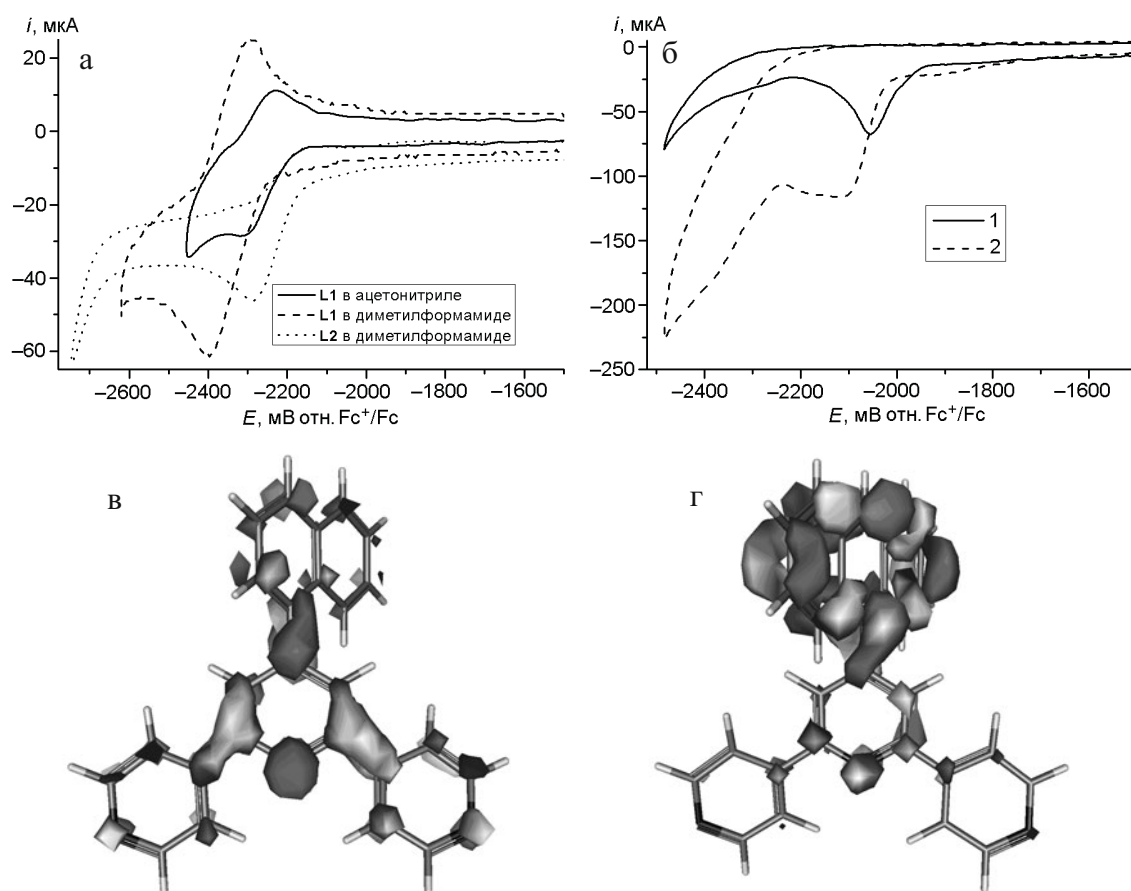 i, мкА
а
20
0
–20
–40
–60
L1 в ацетонитриле
L1 в диметилформамиде
L2 в диметилформамиде
–2600 –2400 –2200 –2000 –1800 –1600
E, мВ отн. Fc⁺/Fc
i, мкА
б
0
–50
–100
–150
–200
–250
1
2
–2400 –2200 –2000 –1800 –1600
E, мВ отн. Fc⁺/Fc
в
г